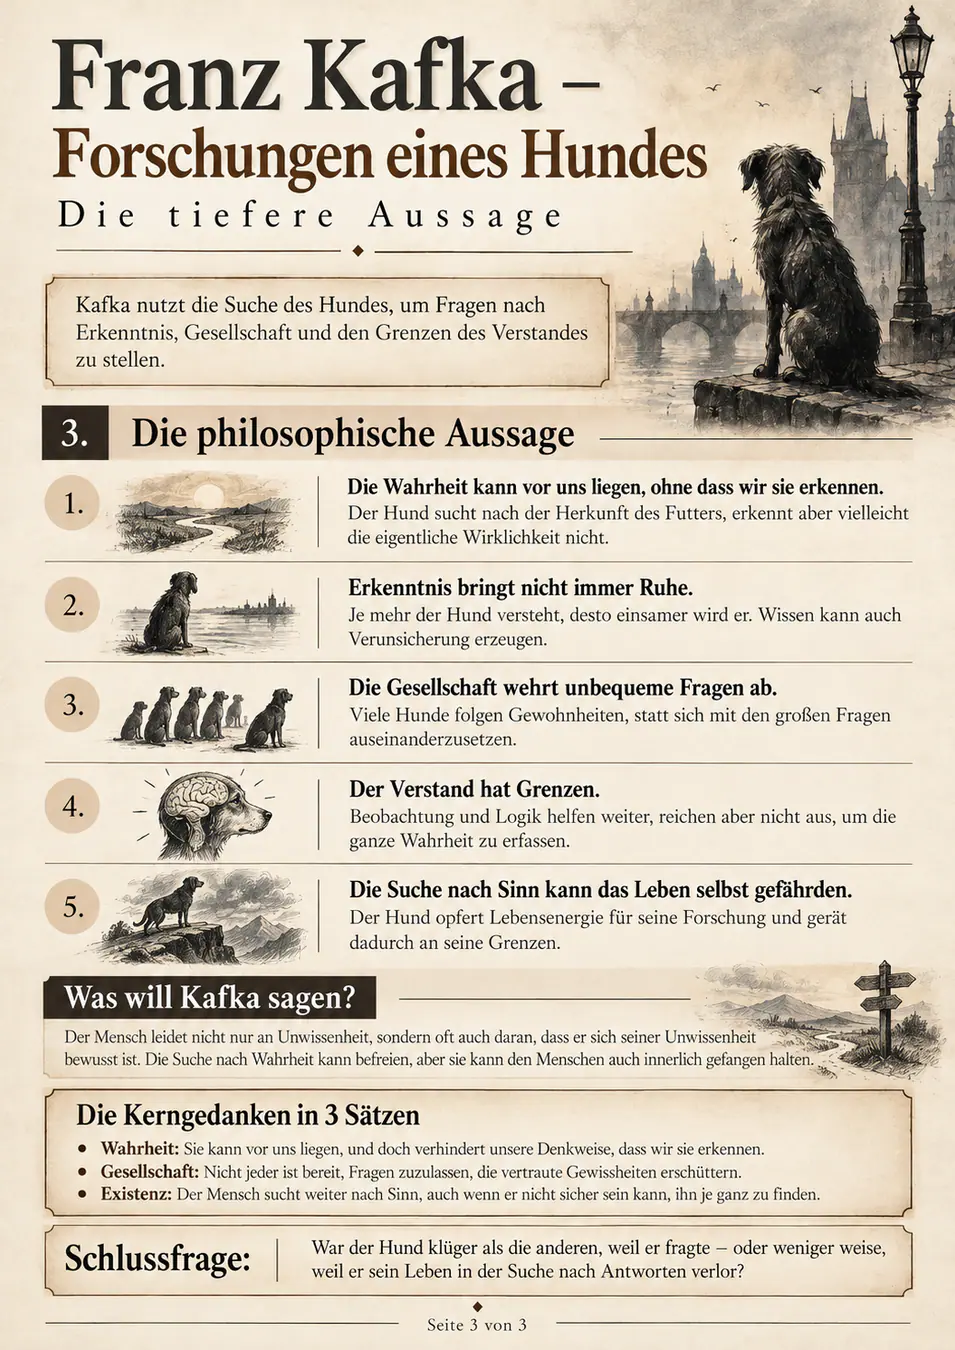 Franz Kafka –
Forschungen eines Hundes
Die tiefere Aussage
Kafka nutzt die Suche des Hundes, um Fragen nach
Erkenntnis, Gesellschaft und den Grenzen des Verstandes
zu stellen.
3. Die philosophische Aussage
1.
Die Wahrheit kann vor uns liegen, ohne dass wir sie erkennen.
Der Hund sucht nach der Herkunft des Futters, erkennt aber vielleicht
die eigentliche Wirklichkeit nicht.
2.
Erkenntnis bringt nicht immer Ruhe.
Je mehr der Hund versteht, desto einsamer wird er. Wissen kann auch
Verunsicherung erzeugen.
3.
Die Gesellschaft wehrt unbequeme Fragen ab.
Viele Hunde folgen Gewohnheiten, statt sich mit den großen Fragen
auseinanderzusetzen.
4.
Der Verstand hat Grenzen.
Beobachtung und Logik helfen weiter, reichen aber nicht aus, um die
ganze Wahrheit zu erfassen.
5.
Die Suche nach Sinn kann das Leben selbst gefährden.
Der Hund opfert Lebensenergie für seine Forschung und gerät
dadurch an seine Grenzen.
Was will Kafka sagen?
Der Mensch leidet nicht nur an Unwissenheit, sondern oft auch daran, dass er sich seiner Unwissenheit
bewusst ist. Die Suche nach Wahrheit kann befreien, aber sie kann den Menschen auch innerlich gefangen halten.
Die Kerngedanken in 3 Sätzen
• Wahrheit: Sie kann vor uns liegen, und doch verhindert unsere Denkweise, dass wir sie erkennen.
• Gesellschaft: Nicht jeder ist bereit, Fragen zuzulassen, die vertraute Gewissheiten erschüttern.
• Existenz: Der Mensch sucht weiter nach Sinn, auch wenn er nicht sicher sein kann, ihn je ganz zu finden.
Schlussfrage:
War der Hund klüger als die anderen, weil er fragte – oder weniger weise,
weil er sein Leben in der Suche nach Antworten verlor?
Seite 3 von 3